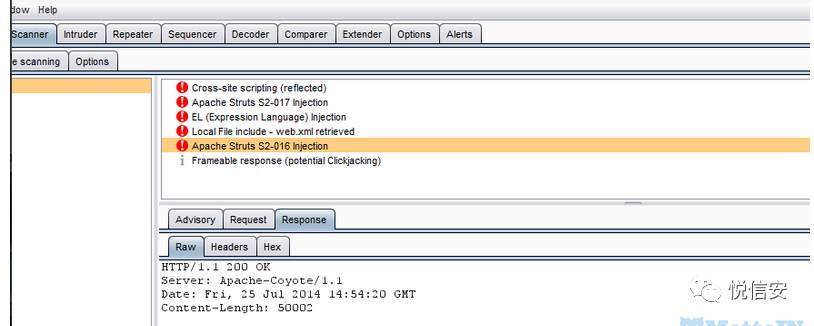 Help
Scanner Intruder Repeater Sequencer Decoder Comparer Extender Options Alerts
scanning Options
Cross-site scripting (reflected)
Apache Struts S2-017 Injection
EL (Expression Language) Injection
Local File include - web.xml retrieved
Apache Struts S2-016 Injection
Frameable response (potential Clickjacking)
Advisory Request Response
Raw Headers Hex
HTTP/1.1 200 OK
Server: Apache-Coyote/1.1
Date: Fri, 25 Jul 2014 14:54:20 GMT
Content-Length: 50002
悦信安